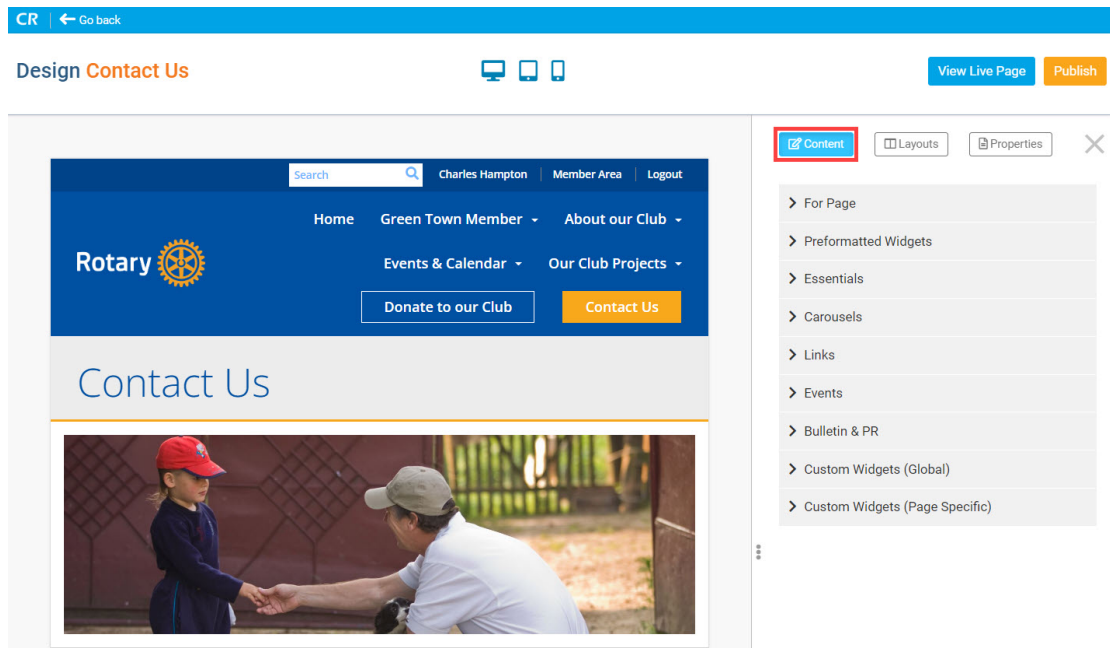 CR Go back
Design Contact Us
View Live Page Publish
Content Layouts Properties
Search Charles Hampton Member Area Logout
Home Green Town Member About our Club
Rotary
Events & Calendar Our Club Projects
Donate to our Club Contact Us
Contact Us
For Page
Preformatted Widgets
Essentials
Carousels
Links
Events
Bulletin & PR
Custom Widgets (Global)
Custom Widgets (Page Specific)